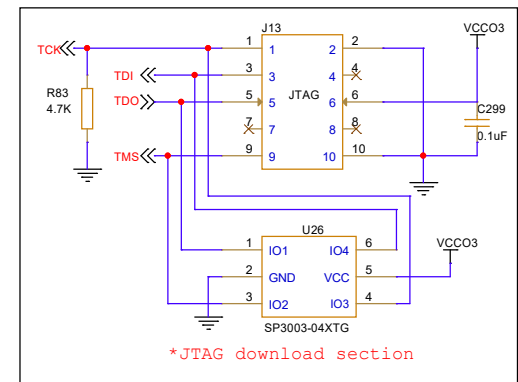 J13
VCCO3
TCK 1 1 2 2
TDI 3 3 4 4
R83
4.7K
TDO 5 5 JTAG 6 6
C299
0.1uF
7 7 8 8
TMS 9 9 10 10
U26
VCCO3
1 IO1 IO4 6
2 GND VCC 5
3 IO2 IO3 4
SP3003-04XTG
*JTAG download section